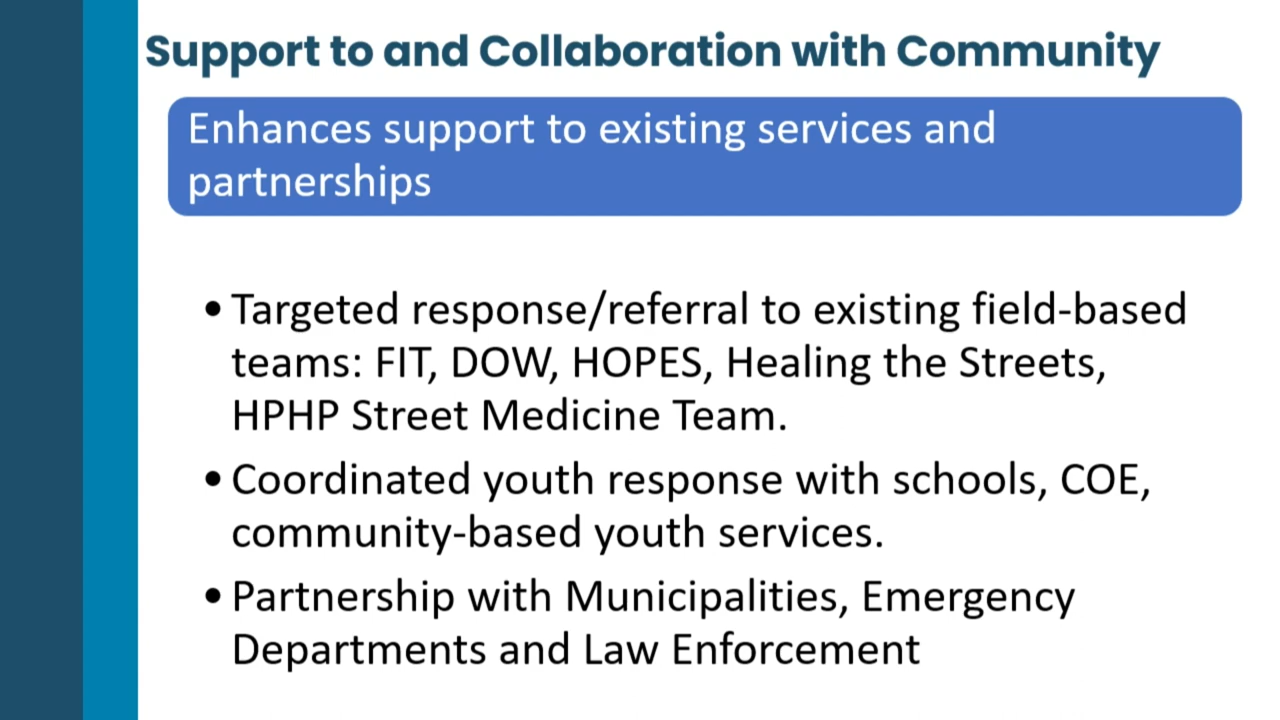 Support to and Collaboration with Community
Enhances support to existing services and
partnerships
• Targeted response/referral to existing field-based
teams: FIT, DOW, HOPES, Healing the Streets,
HPHP Street Medicine Team.
• Coordinated youth response with schools, COE,
community-based youth services.
• Partnership with Municipalities, Emergency
Departments and Law Enforcement